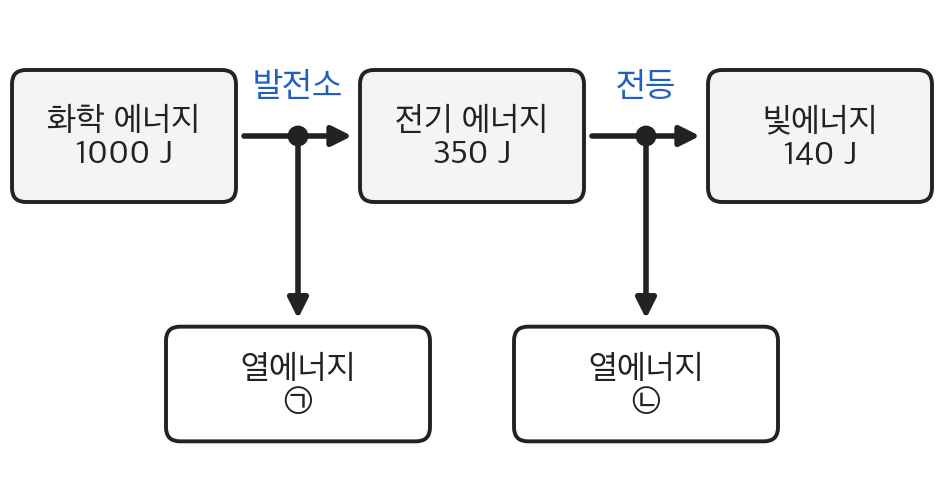 발전소
전등
화학 에너지
1000 J
전기 에너지
350 J
빛에너지
140 J
열에너지
㉠
열에너지
㉡